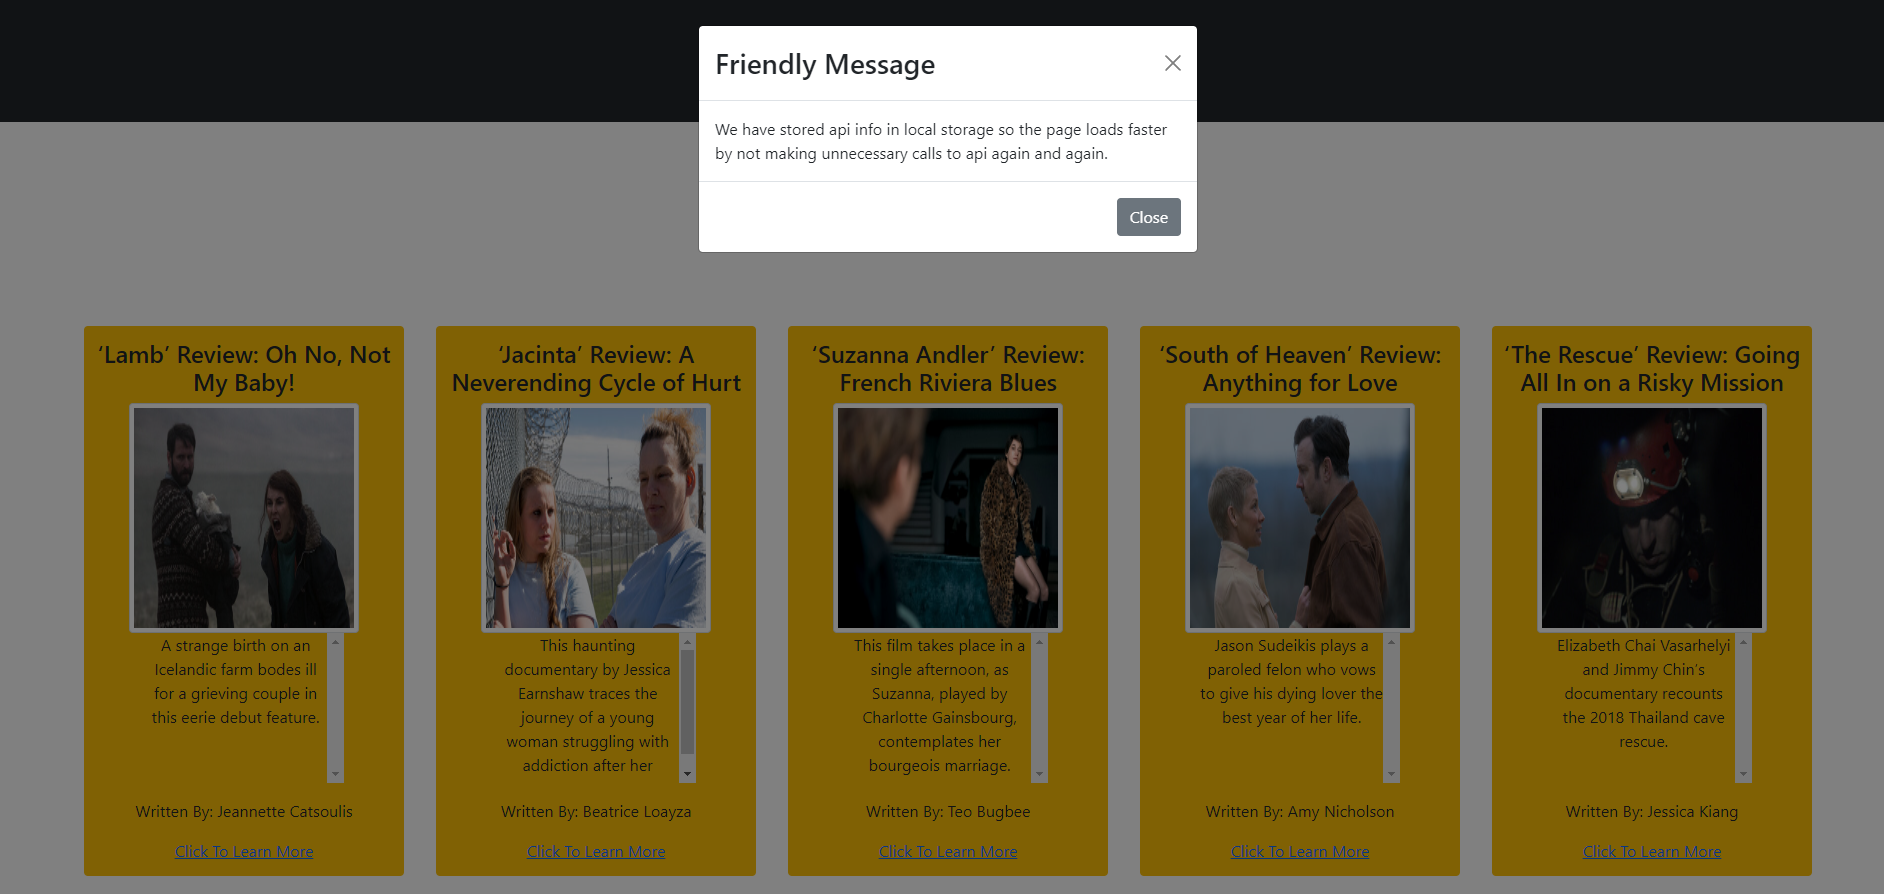 Friendly Message
We have stored api info in local storage so the page loads faster
by not making unnecessary calls to api again and again.
Close
‘Lamb’ Review: Oh No, Not
My Baby!
A strange birth on an
Icelandic farm bodes ill
for a grieving couple in
this eerie debut feature.
Written By: Jeannette Catsoulis
Click To Learn More
‘Jacinta’ Review: A
Neverending Cycle of Hurt
This haunting
documentary by Jessica
Earnshaw traces the
journey of a young
woman struggling with
addiction after her
Written By: Beatrice Loayza
Click To Learn More
‘Suzanna Andler’ Review:
French Riviera Blues
This film takes place in a
single afternoon, as
Suzanna, played by
Charlotte Gainsbourg,
contemplates her
bourgeois marriage.
Written By: Teo Bugbee
Click To Learn More
‘South of Heaven’ Review:
Anything for Love
Jason Sudeikis plays a
paroled felon who vows
to give his dying lover the
best year of her life.
Written By: Amy Nicholson
Click To Learn More
‘The Rescue’ Review: Going
All In on a Risky Mission
Elizabeth Chai Vasarhelyi
and Jimmy Chin’s
documentary recounts
the 2018 Thailand cave
rescue.
Written By: Jessica Kiang
Click To Learn More